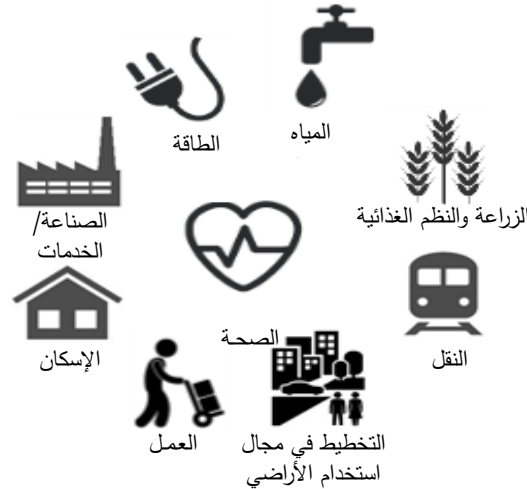 المياه
الطاقة
الزراعة والنظم الغذائية
الصناعة/
الخدمات
الصحة
النقل
الإسكان
العمل
التخطيط في مجال
استخدام الأراضي